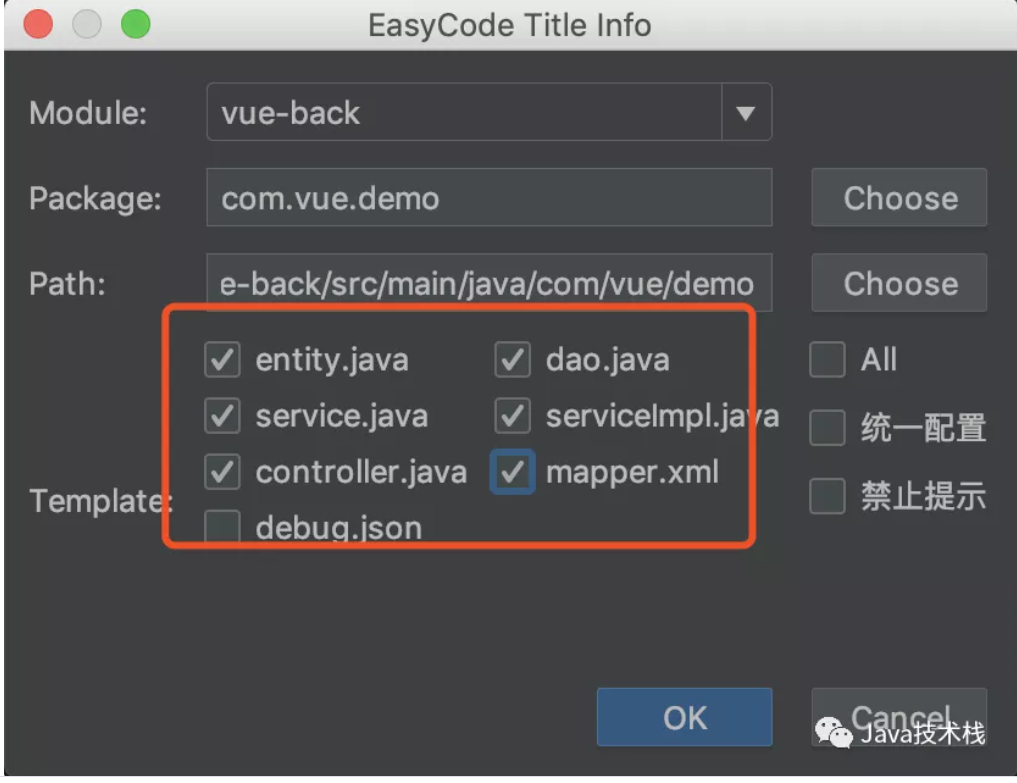 EasyCode Title Info
Module: vue-back
Package: com.vue.demo Choose
Path: e-back/src/main/java/com/vue/demo Choose
entity.java dao.java All
service.java serviceImpl.java 统一配置
controller.java mapper.xml 禁止提示
Template:
debug.json
OK Cancel
Java技术栈